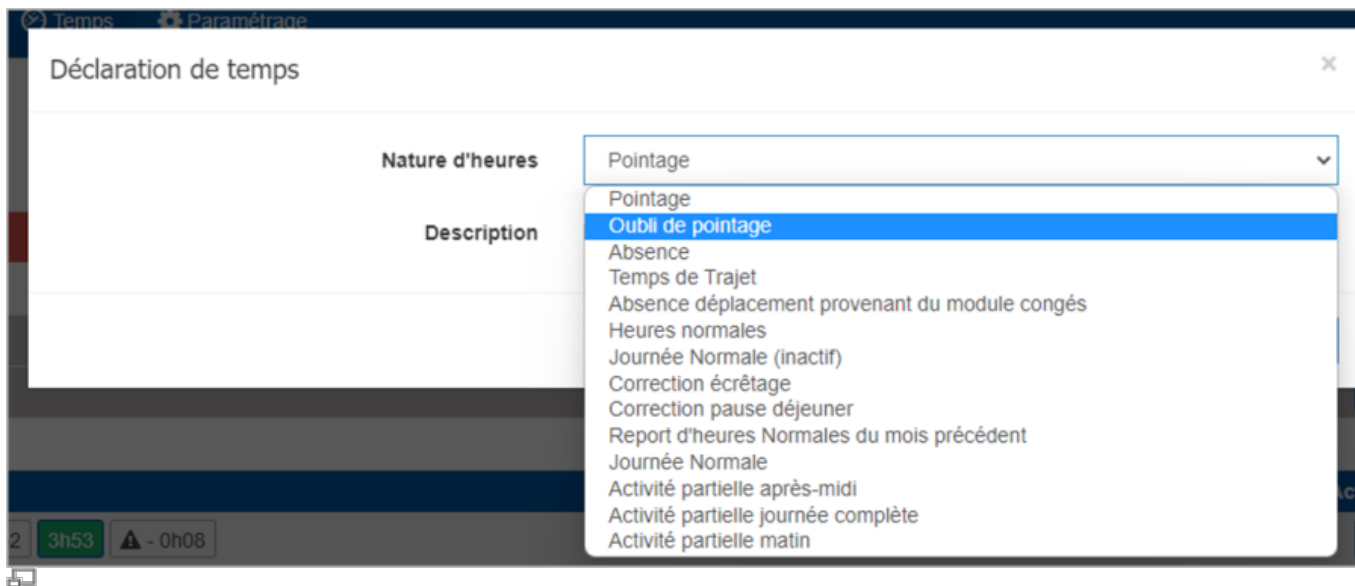 Temps Paramétrage
Déclaration de temps ×
Nature d'heures Pointage
Pointage
Description Oubli de pointage
Absence
Temps de Trajet
Absence déplacement provenant du module congés
Heures normales
Journée Normale (inactif)
Correction écrêtage
Correction pause déjeuner
Report d'heures Normales du mois précédent
Journée Normale
Activité partielle après-midi
Activité partielle journée complète
Activité partielle matin
2 3h53 - 0h08